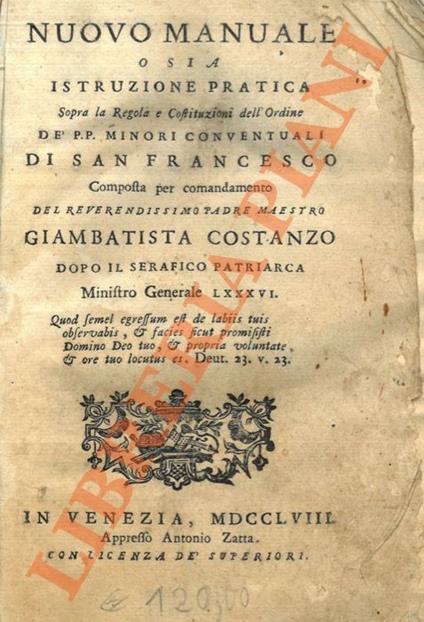 NUOVO MANUALE
OSIA
ISTRUZIONE PRATICA
Sopra la Regola e Coſtituzioni dell'Ordine
DE' P.P. MINORI CONVENTUALI
DI SAN FRANCESCO
Compoſta per comandamento
DEL REVERENDISSIMO PADRE MAESTRO
GIAMBATISTA COSTANZO
DOPO IL SERAFICO PATRIARCA
Miniſtro Generale LXXXVI.
Quod ſemel egreſſum eſt de labiis tuis
obſervabis, & facies ſicut promiſiſti
Domino Deo tuo, & propria voluntate,
& ore tuo locutus es. Deut. 23. v. 23.
IN VENEZIA, MDCCLVIII.
Appreſſo Antonio Zatta.
CON LICENZA DE' SUPERIORI.
€ 120,00
LIBRERIA PIANI